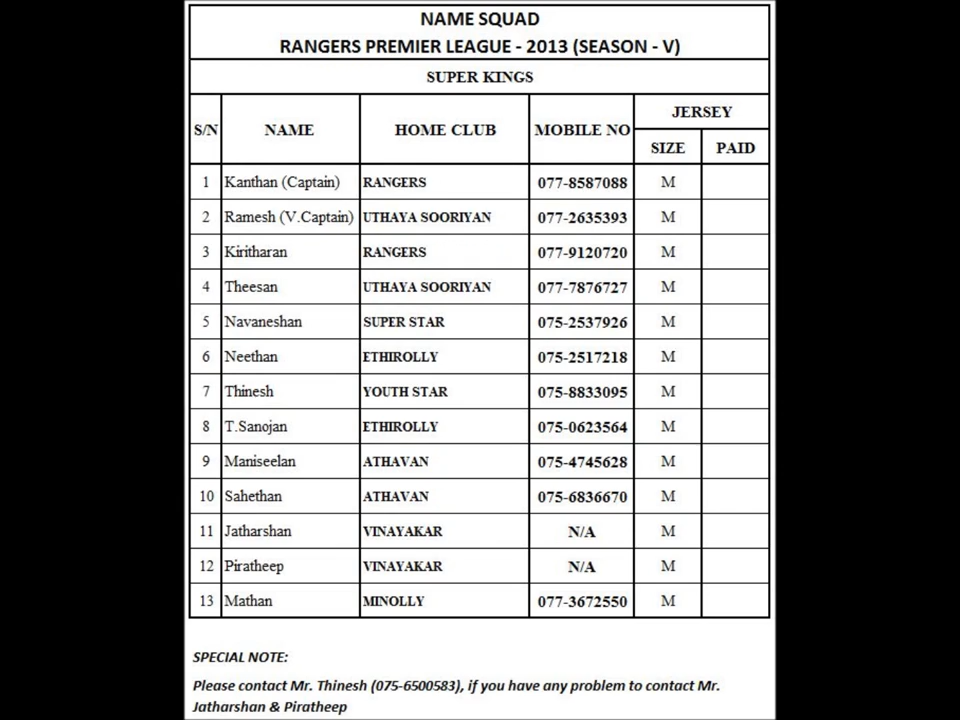 NAME SQUAD
RANGERS PREMIER LEAGUE - 2013 (SEASON - V)
SUPER KINGS
S/N NAME HOME CLUB MOBILE NO JERSEY
SIZE PAID
1 Kanthan (Captain) RANGERS 077-8587088 M
2 Ramesh (V.Captain) UTHAYA SOORIYAN 077-2635393 M
3 Kiritharan RANGERS 077-9120720 M
4 Theesan UTHAYA SOORIYAN 077-7876727 M
5 Navaneshan SUPER STAR 075-2537926 M
6 Neethan ETHIROLLY 075-2517218 M
7 Thinesh YOUTH STAR 075-8833095 M
8 T.Sanojan ETHIROLLY 075-0623564 M
9 Maniseelan ATHAVAN 075-4745628 M
10 Sahethan ATHAVAN 075-6836670 M
11 Jatharshan VINAYAKAR N/A M
12 Piratheep VINAYAKAR N/A M
13 Mathan MINOLLY 077-3672550 M
SPECIAL NOTE:
Please contact Mr. Thinesh (075-6500583), if you have any problem to contact Mr.
Jatharshan & Piratheep